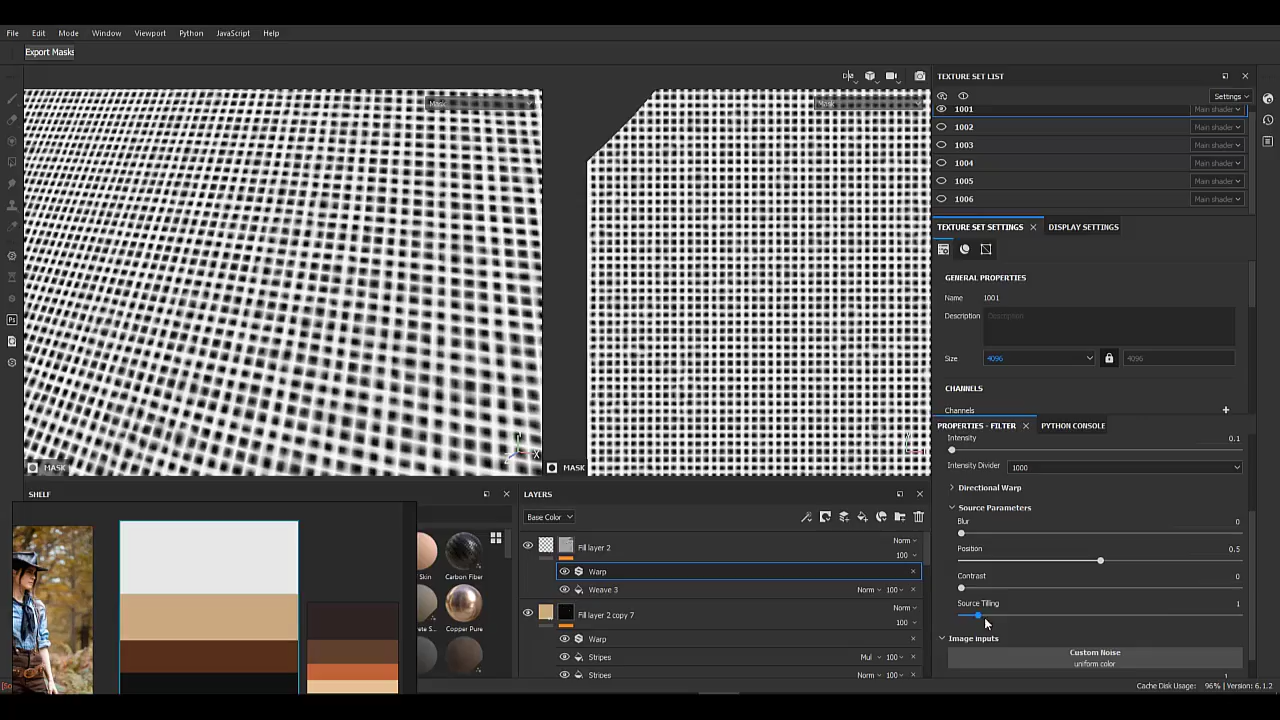 File Edit Mode Window Viewport Python JavaScript Help
Export Masks
Mask
Mask
MASK
MASK
TEXTURE SET LIST
Settings
1001 Main shader
1002 Main shader
1003 Main shader
1004 Main shader
1005 Main shader
1006 Main shader
TEXTURE SET SETTINGS DISPLAY SETTINGS
GENERAL PROPERTIES
Name 1001
Description Description
Size 4096 4096
CHANNELS
Channels
PROPERTIES - FILTER PYTHON CONSOLE
Intensity 0.1
Intensity Divider 1000
Directional Warp
Source Parameters
Blur 0
Position 0.5
Contrast 0
Source Tiling 1
Image inputs
Custom Noise
uniform color
SHELF
Skin Carbon Fiber
Copper Pure
LAYERS
Base Color
Fill layer 2 Norm 100
Warp
Weave 3 Norm 100
Fill layer 2 copy 7 Norm 100
Warp
Stripes Mul 100
Stripes Norm 100
Cache Disk Usage: 96% | Version: 6.1.2